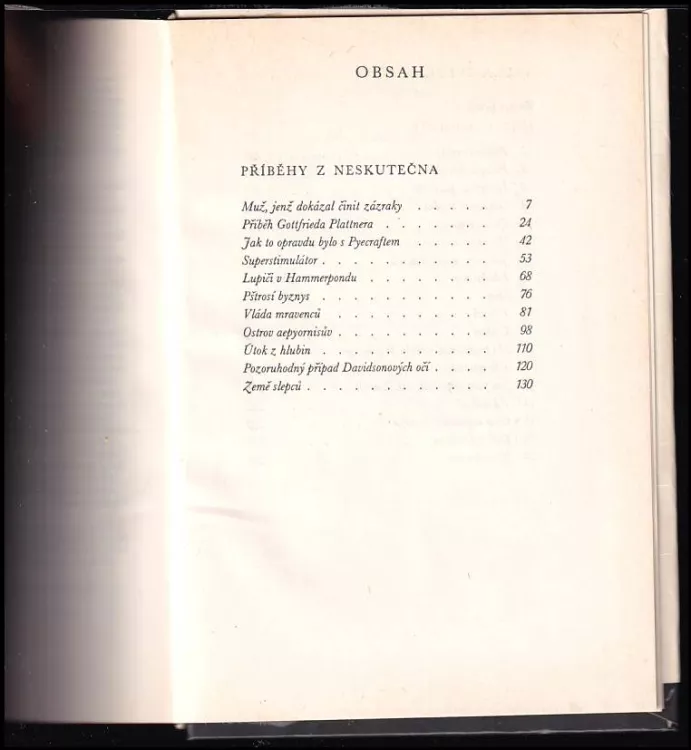 OBSAH
PŘÍBĚHY Z NESKUTEČNA
Muž, jenž dokázal činit zázraky . . . . . 7
Příběh Gottfrieda Plattnera . . . . . . . 24
Jak to opravdu bylo s Pyecraftem . . . . . 42
Superstimulátor . . . . . . . . . . . 53
Lupiči v Hammerpondu . . . . . . . . 68
Pštrosí byznys . . . . . . . . . . . 76
Vláda mravenců . . . . . . . . . . 81
Ostrov aepyornisův . . . . . . . . . . 98
Útok z hlubin . . . . . . . . . . . 110
Pozoruhodný případ Davidsonových očí . . . . 120
Země slepců . . . . . . . . . . . . 130